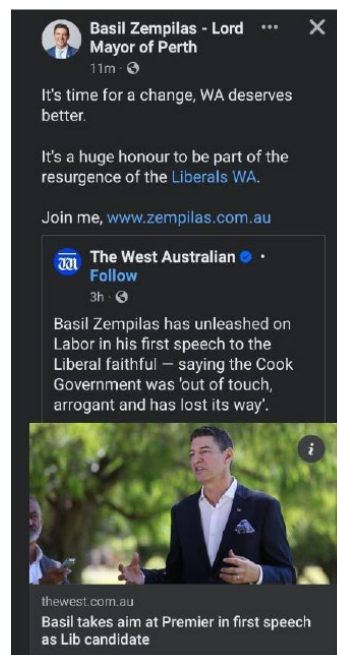 Basil Zempilas - Lord
Mayor of Perth
11m
It's time for a change, WA deserves
better.
It's a huge honour to be part of the
resurgence of the Liberals WA.
Join me, www.zempilas.com.au
The West Australian
Follow
3h
Basil Zempilas has unleashed on
Labor in his first speech to the
Liberal faithful — saying the Cook
Government was 'out of touch,
arrogant and has lost its way'.
thewest.com.au
Basil takes aim at Premier in first speech
as Lib candidate